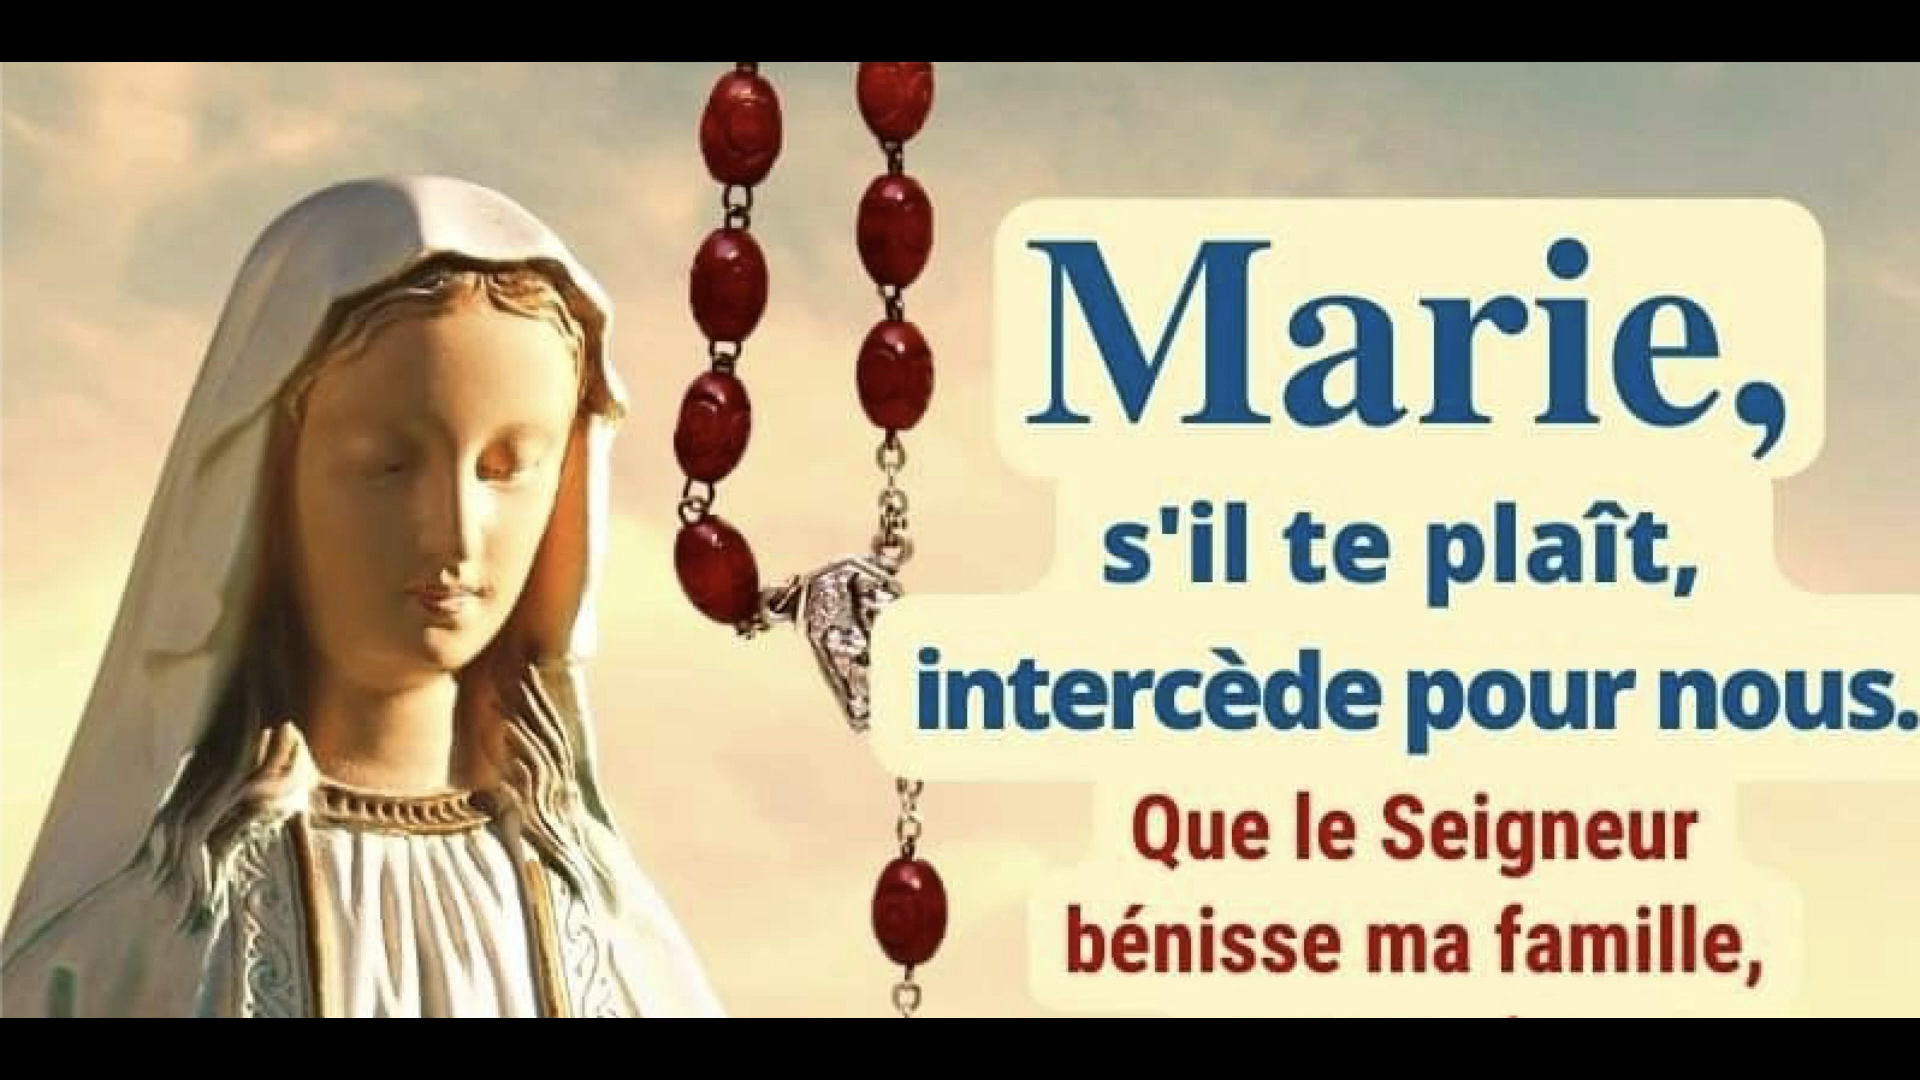 Marie,
s'il te plaît,
intercède pour nous.
Que le Seigneur
bénisse ma famille,